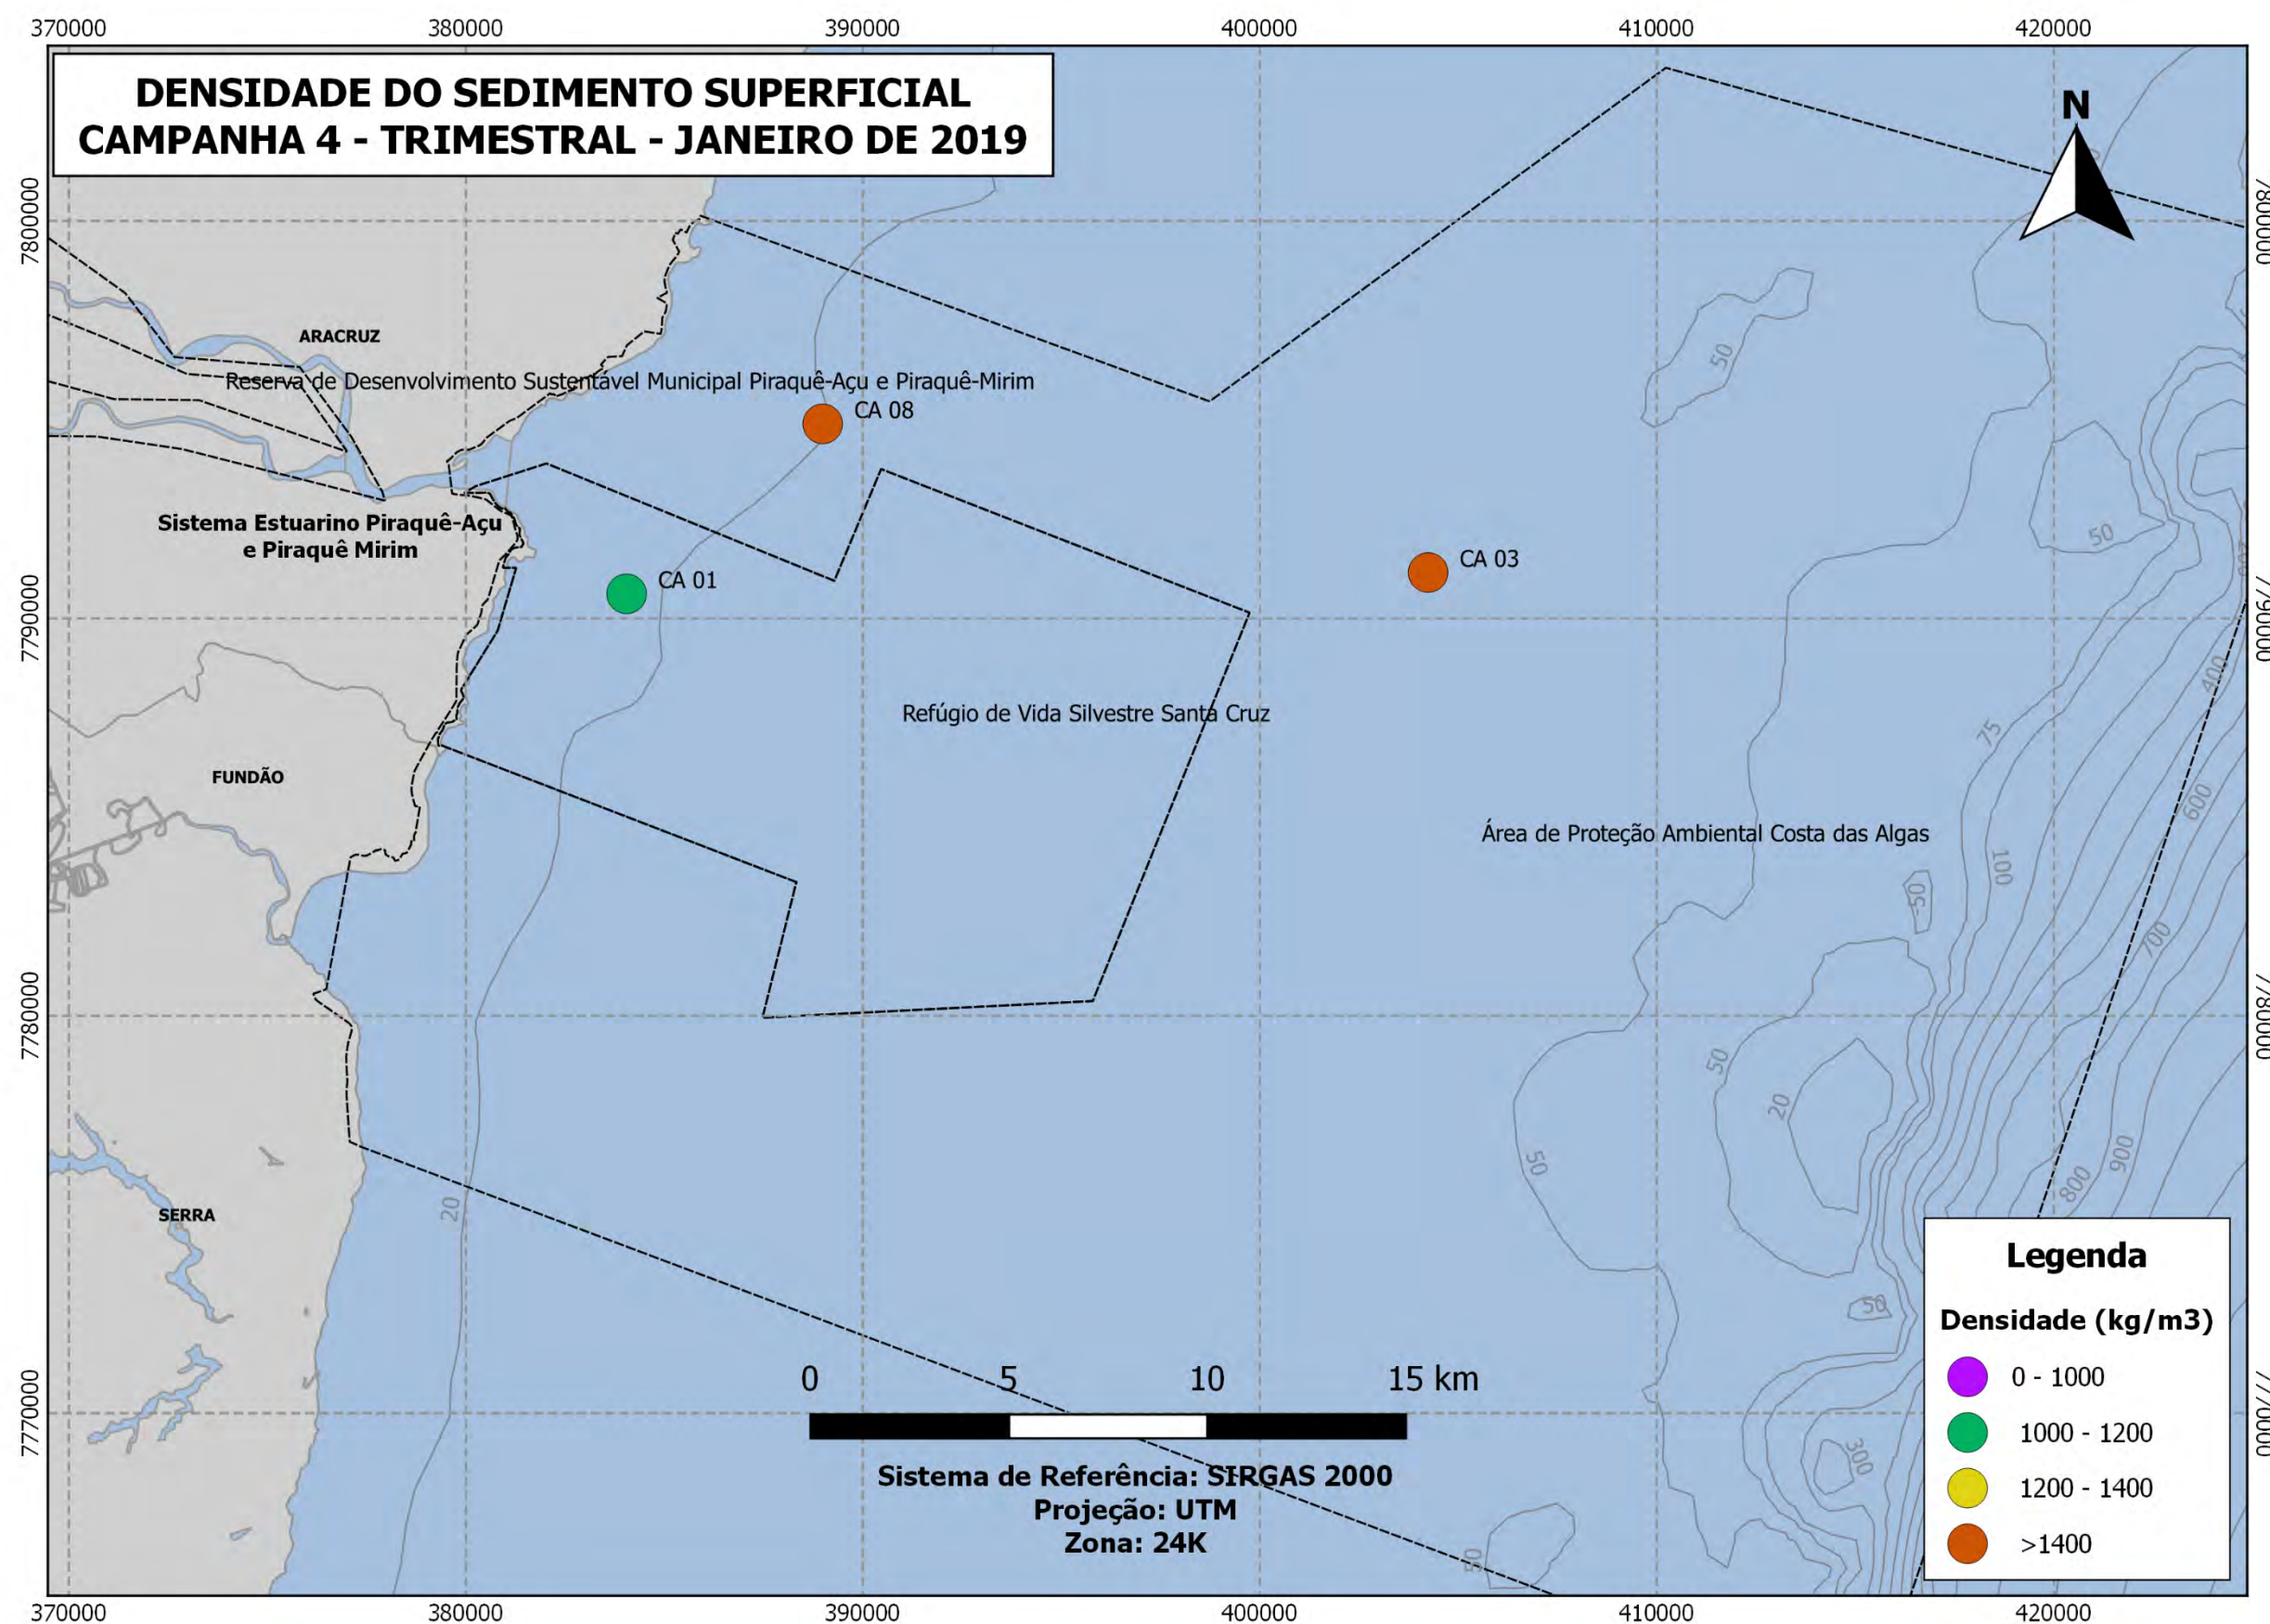 370000 380000 390000 400000 410000 420000
DENSIDADE DO SEDIMENTO SUPERFICIAL
CAMPANHA 4 - TRIMESTRAL - JANEIRO DE 2019
N
7800000
7800000
ARACRUZ
Reserva de Desenvolvimento Sustentável Municipal Piraquê-Açu e Piraquê-Mirim
CA 08
50
50
Sistema Estuarino Piraquê-Açu
e Piraquê Mirim
CA 01
CA 03
7790000
7790000
400
Refúgio de Vida Silvestre Santa Cruz
75
FUNDÃO
600
Área de Proteção Ambiental Costa das Algas
100
50
700
7780000
7780000
50
20
50
900
800
20
SERRA
50
Legenda
Densidade (kg/m3)
0 - 1000
1000 - 1200
1200 - 1400
>1400
0 5 10 15 km
7770000
7770000
300
Sistema de Referência: SIRGAS 2000
Projeção: UTM
Zona: 24K
50
370000 380000 390000 400000 410000 420000